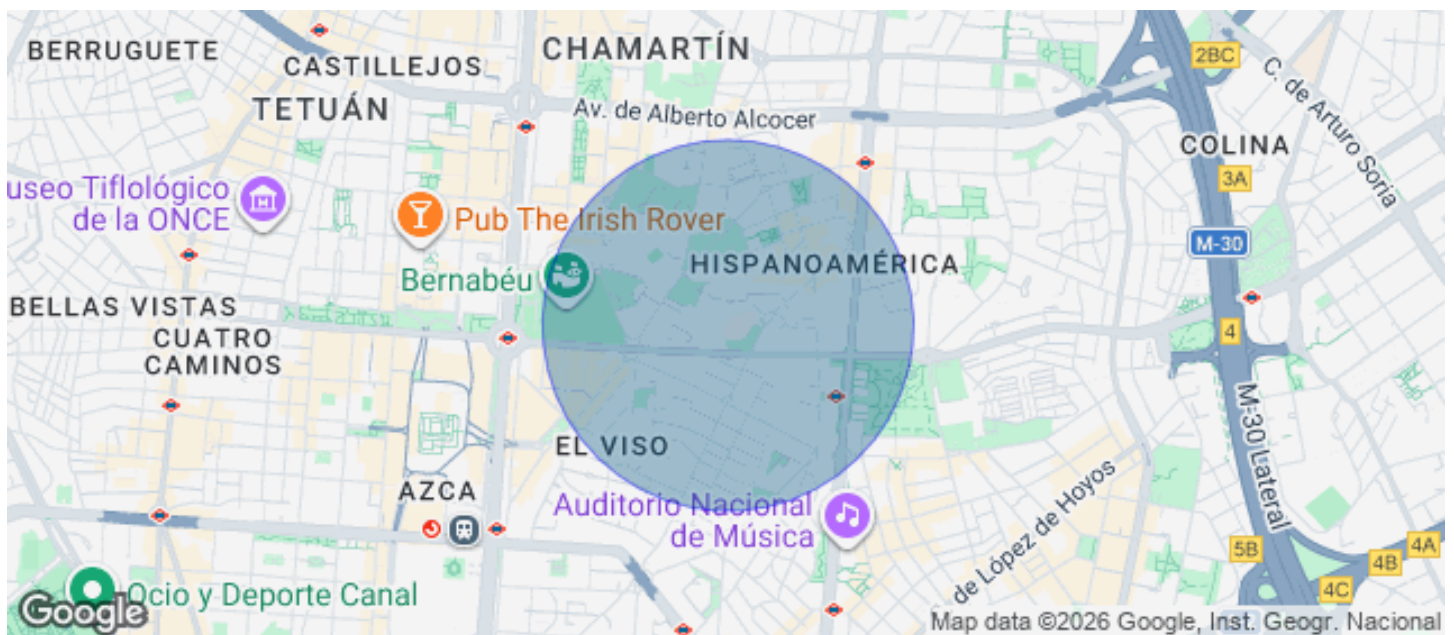 BERRUGUETE
CASTILLEJOS
CHAMARTÍN
TETUÁN
Av. de Alberto Alcocer
2BC
C. de Arturo Soria
COLINA
3A
useo Tiflológico
de la ONCE
Pub The Irish Rover
M-30
HISPANOAMÉRICA
Bernabéu
BELLAS VISTAS
CUATRO
CAMINOS
4
M-30 Lateral
EL VISO
AZCA
Auditorio Nacional
de Música
de López de Hoyos
5B
4A
4B
4C
Ocio y Deporte Canal
Google
Map data ©2026 Google, Inst. Geogr. Nacional